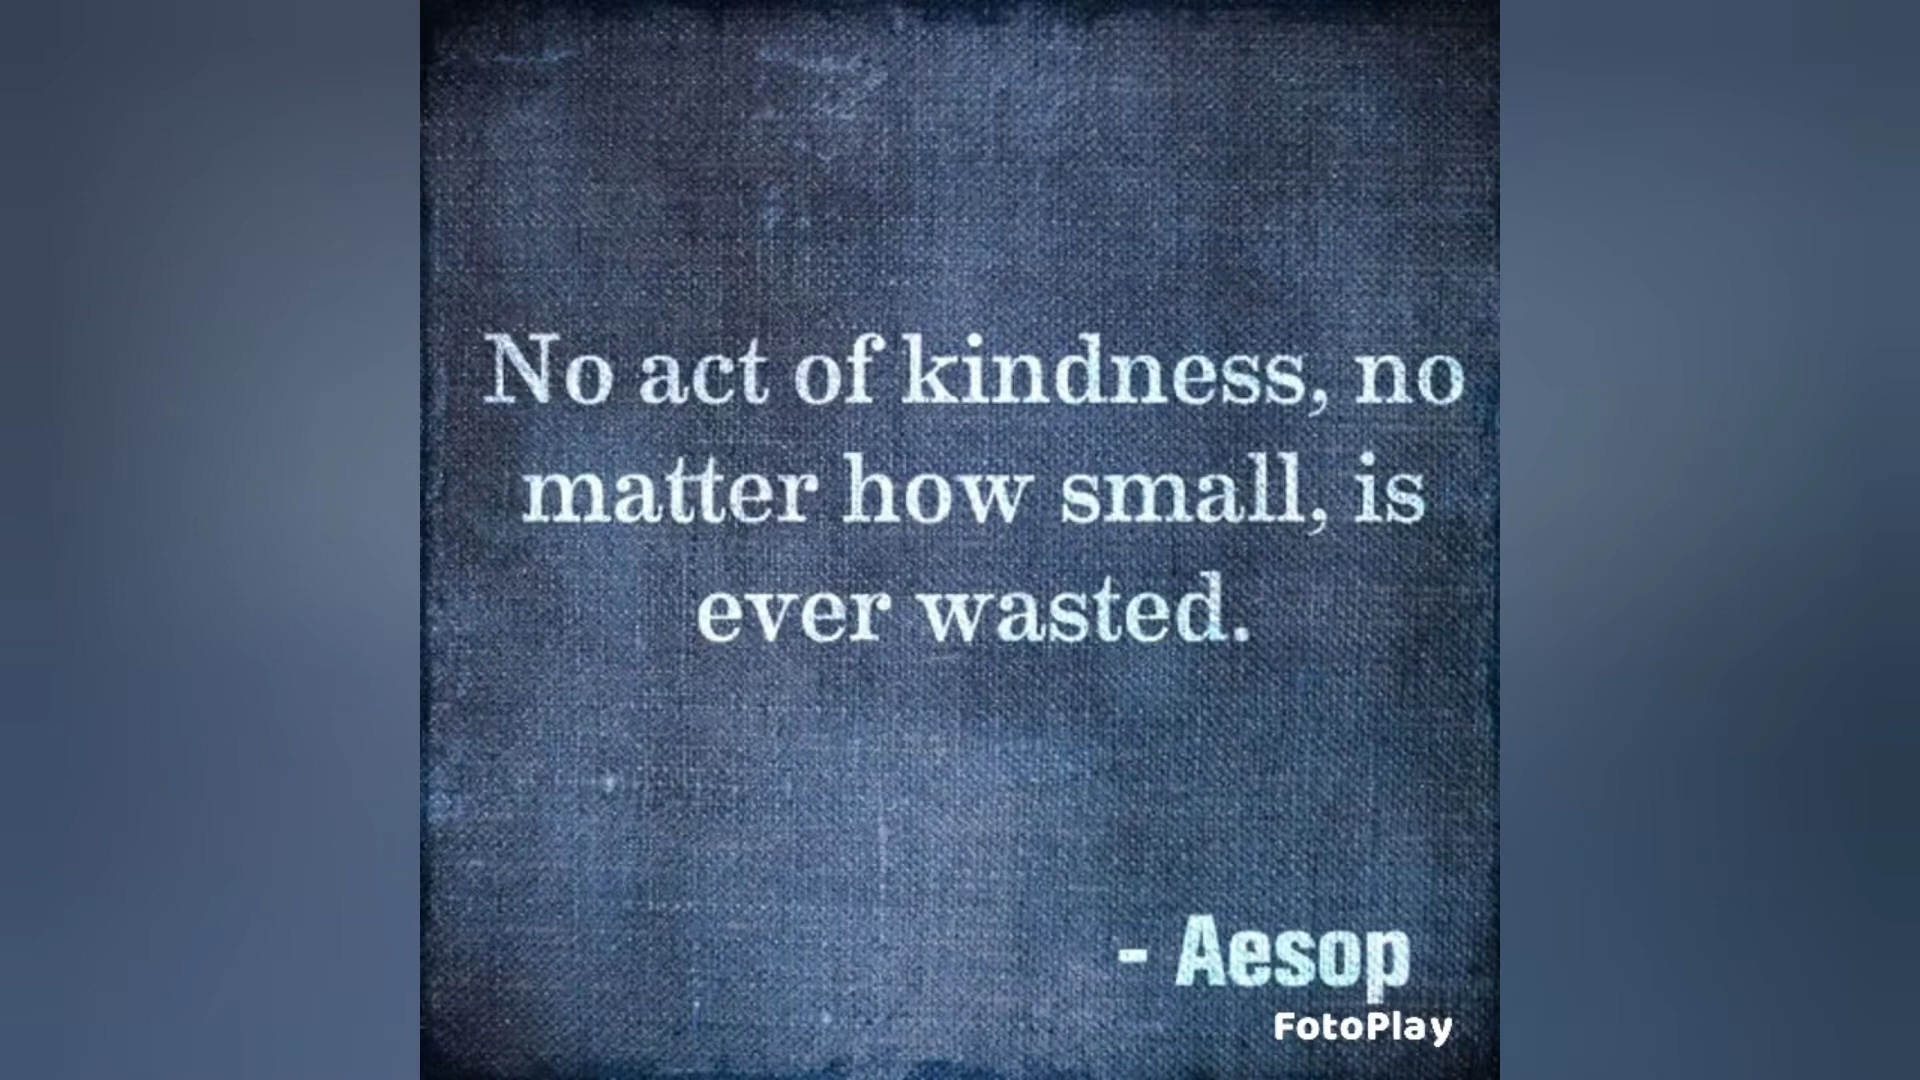 No act of kindness, no
matter how small, is
ever wasted.
- Aesop
FotoPlay